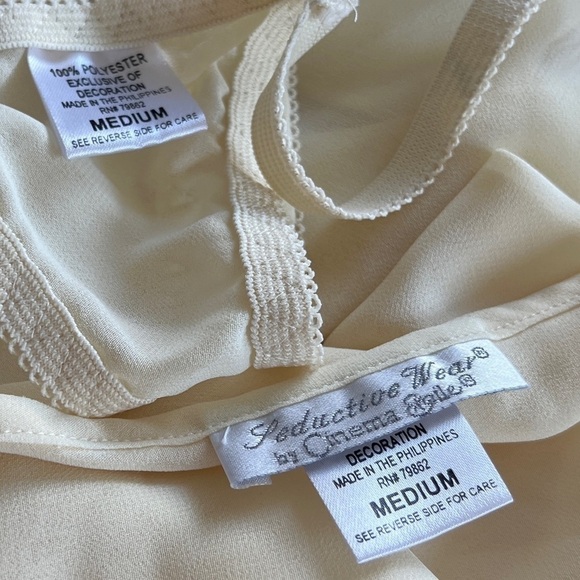 100% POLYESTER
EXCLUSIVE OF
DECORATION
MADE IN THE PHILIPPINES
RN# 79862
MEDIUM
SEE REVERSE SIDE FOR CARE
Seductive Wear®
by Cinema Etoile®
DECORATION
MADE IN THE PHILIPPINES
RN# 79862
MEDIUM
SEE REVERSE SIDE FOR CARE